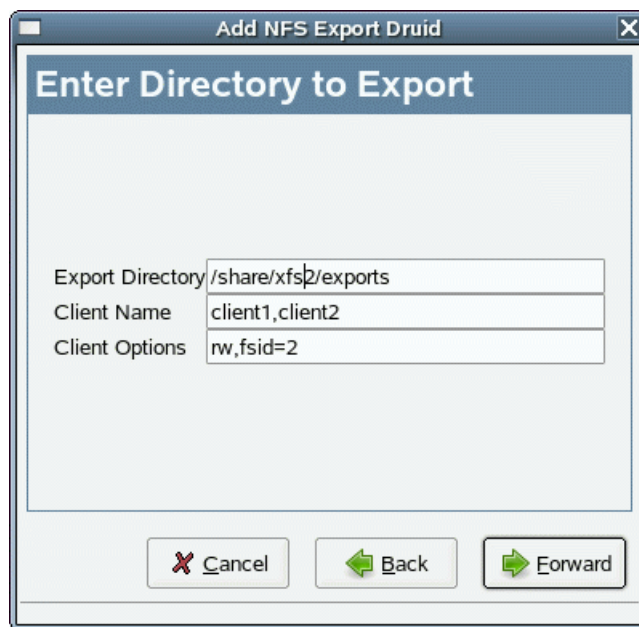 Add NFS Export Druid
Enter Directory to Export
Export Directory /share/xfs2/exports
Client Name client1,client2
Client Options rw,fsid=2
Cancel Back Forward